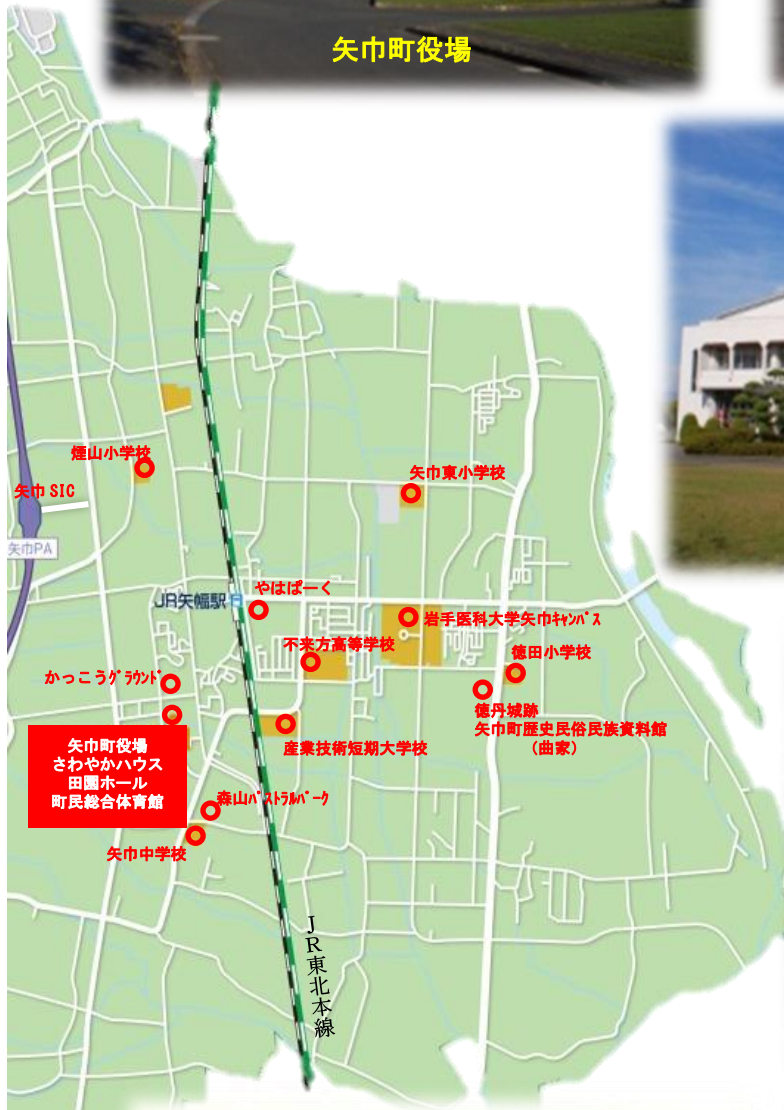 矢巾町役場
煙山小学校
矢巾東小学校
矢巾SIC
矢巾PA
やはぱーく
JR矢幅駅
岩手医科大学矢巾ｷｬﾝﾊﾟｽ
不来方高等学校
徳田小学校
かっこうｸﾞﾗｳﾝﾄﾞ
徳丹城跡
矢巾町歴史民俗民族資料館
(曲家)
矢巾町役場
さわやかハウス
田園ホール
町民総合体育館
産業技術短期大学校
森山ﾊﾟｽﾄﾗﾙﾊﾟｰｸ
矢巾中学校
JR東北本線